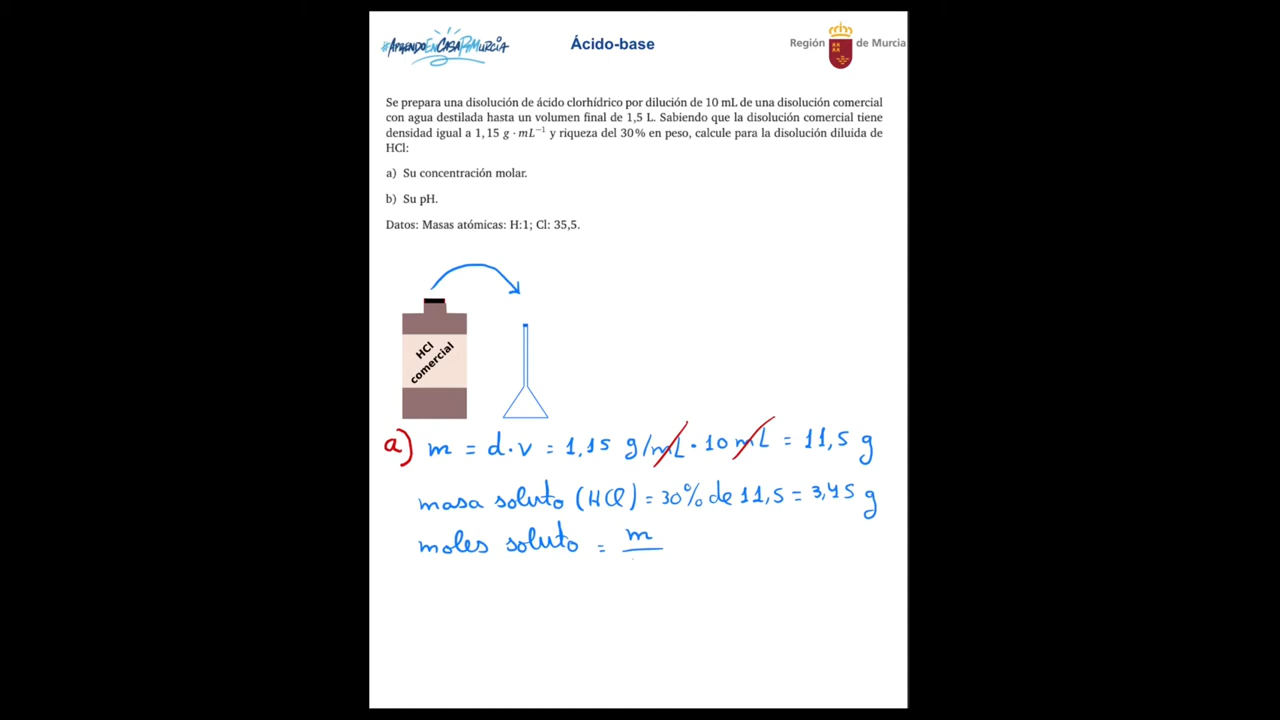 #AprendoEnCasaRMurcia
Ácido-base
Región de Murcia
Se prepara una disolución de ácido clorhídrico por dilución de 10 mL de una disolución comercial
con agua destilada hasta un volumen final de 1,5 L. Sabiendo que la disolución comercial tiene
densidad igual a 1,15 g · mL⁻¹ y riqueza del 30% en peso, calcule para la disolución diluida de
HCl:
a) Su concentración molar.
b) Su pH.
Datos: Masas atómicas: H:1; Cl: 35,5.
HCl
comercial
a) m = d·v = 1,15 g/mL · 10 mL = 11,5 g
masa soluto (HCl) = 30% de 11,5 = 3,45 g
moles soluto = m